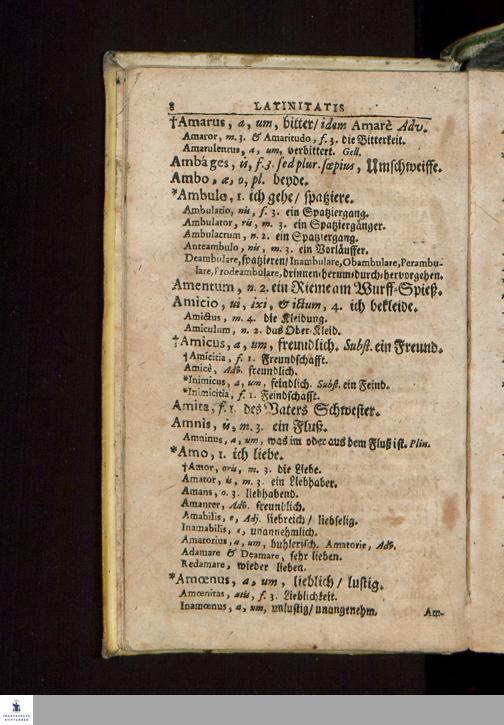 8 LATINITATIS
†Amarus, a, um, bitter/ idem Amarè Adv.
Amaror, m. 3. & Amaritudo, f. 3. die Bitterkeit.
Amarulentus, a, um, verbittert. Gell.
Ambáges, is, f. 3. sed plur. sæpius, Umschweiffe.
Ambo, æ, o, pl. beyde.
*Ambulo, 1. ich gehe/ spatziere.
Ambulatio, nis, f. 3. ein Spatziergang.
Ambulator, ris, m. 3. ein Spatziergånger.
Ambulacrum, n. 2. ein Spatziergang.
Anteambulo, nis, m. 3. ein Vorläuffer.
Deambulare, spatzieren/ Inambulare, Obambulare, Perambu-
lare, Prodeambulare, drinnen/herum/durch/hervorgehen.
Amentum, n. 2. ein Rieme am Wurff-Spieß.
Amicio, ui, ixi, & ictum, 4. ich bekleide.
Amictus, m. 4. die Kleidung.
Amiculum, n. 2. das Ober-Kleid.
†Amicus, a, um, freundlich. Subst. ein Freund.
†Amicitia, f. 1. Freundschafft.
Amicè, Adv. freundlich.
*Inimicus, a, um, feindlich. Subst. ein Feind.
*Inimicitia, f. 1. Feindschafft.
Amita, f. 1. des Vaters Schwester.
Amnis, is, m. 3. ein Fluß.
Amninus, a, um, was im oder aus dem Fluß ist. Plin.
*Amo, 1. ich liebe.
†Amor, oris, m. 3. die Liebe.
Amator, is, m. 3. ein Liebhaber.
Amans, o. 3. liebhabend.
Amanter, Adv. freundlich.
Amabilis, e, Adj. liebreich/ liebselig.
Inamabilis, e, unannehmlich.
Amatorius, a, um, buhlerisch. Amatorie, Adv.
Adamare & Deamare, sehr lieben.
Redamare, wieder lieben.
*Amœnus, a, um, lieblich/ lustig.
Amœnitas, atis, f. 3. Lieblichkeit.
Inamœnus, a, um, unlustig/ unangenehm. Am-
FRANCKESCHE
STIFTUNGEN